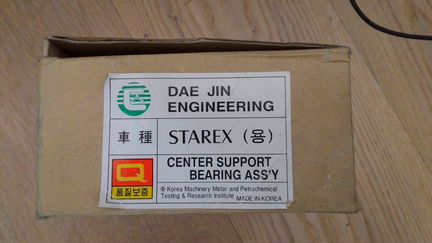 DAE JIN
ENGINEERING
車種 STAREX (용)
Q
품질보증
CENTER SUPPORT
BEARING ASS'Y
® Korea Machinery Meter and Petrochemical
Testing & Research Institute MADE IN KOREA